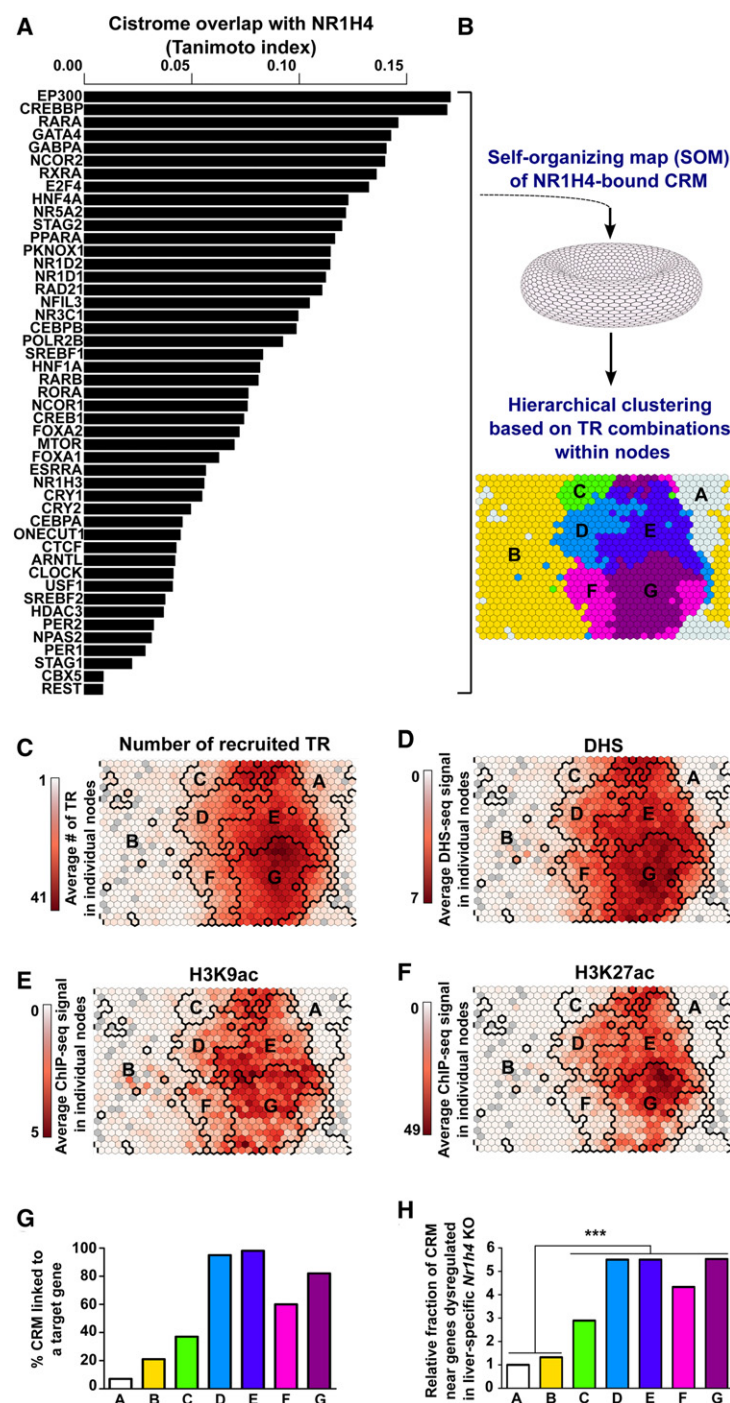 A
Cistrome overlap with NR1H4
(Tanimoto index)
0.00 0.05 0.10 0.15
EP300
CREBBP
RARA
GATA4
GABPA
NCOR2
RXRA
E2F4
HNF4A
NR5A2
STAG2
PPARA
PKNOX1
NR1D2
NR1D1
RAD21
NFIL3
NR3C1
CEBPB
POLR2B
SREBF1
HNF1A
RARB
RORA
NCOR1
CREB1
FOXA2
MTOR
FOXA1
ESRRA
NR1H3
CRY1
CRY2
CEBPA
ONECUT1
CTCF
ARNTL
CLOCK
USF1
SREBF2
HDAC3
PER2
NPAS2
PER1
STAG1
CBX5
REST
B
Self-organizing map (SOM)
of NR1H4-bound CRM
Hierarchical clustering
based on TR combinations
within nodes
C
A
D
E
B
F
G
C
Number of recruited TR
1
41
Average # of TR
in individual nodes
C
A
D
E
B
F
G
D
DHS
0
7
Average DHS-seq signal
in individual nodes
C
A
D
E
B
F
G
E
H3K9ac
0
5
Average ChIP-seq signal
in individual nodes
C
A
D
E
B
F
G
F
H3K27ac
0
49
Average ChIP-seq signal
in individual nodes
C
A
D
E
B
F
G
G
% CRM linked to
a target gene
100
80
60
40
20
0
A B C D E F G
H
Relative fraction of CRM
near genes dysregulated
in liver-specific Nr1h4 KO
***
6
5
4
3
2
1
0
A B C D E F G